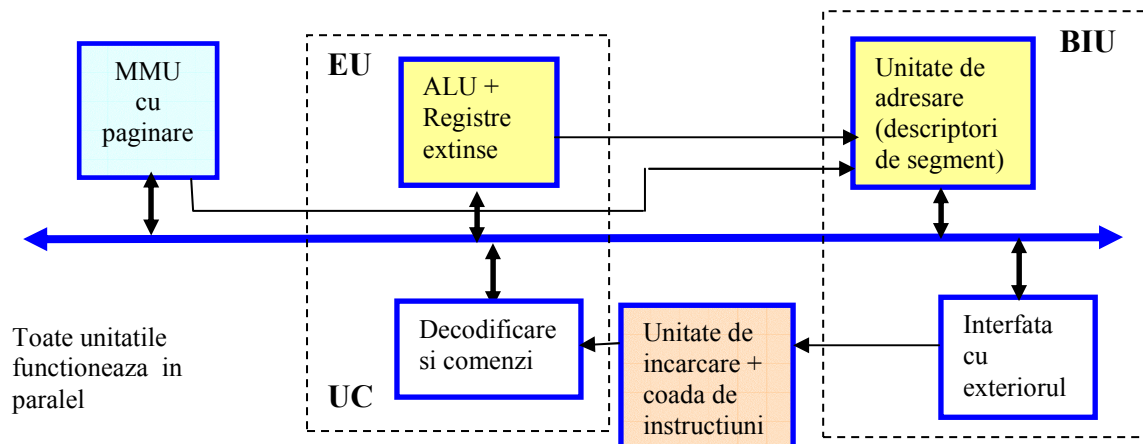 MMU
cu
paginare
EU
ALU +
Registre
extinse
BIU
Unitate de
adresare
(descriptori
de segment)
Toate unitatile
functioneaza in
paralel
Decodificare
si comenzi
UC
Unitate de
incarcare +
coada de
instructiuni
Interfata
cu
exteriorul